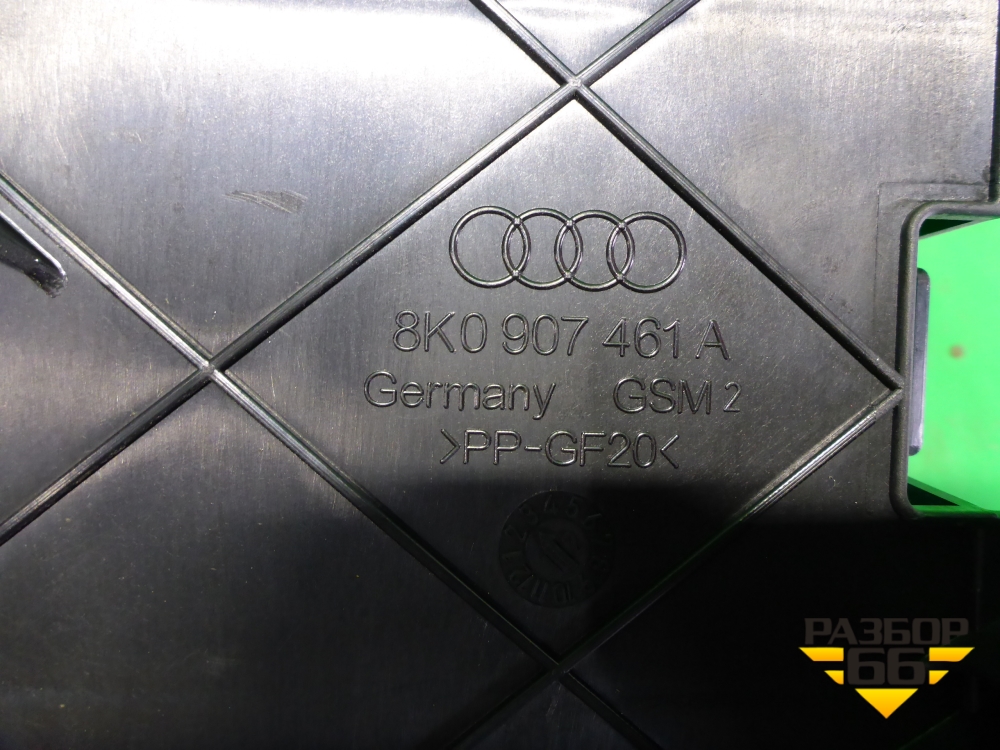 8K0 907 461 A
Germany GSM 2
>PP-GF20<
РАЗБОР
66